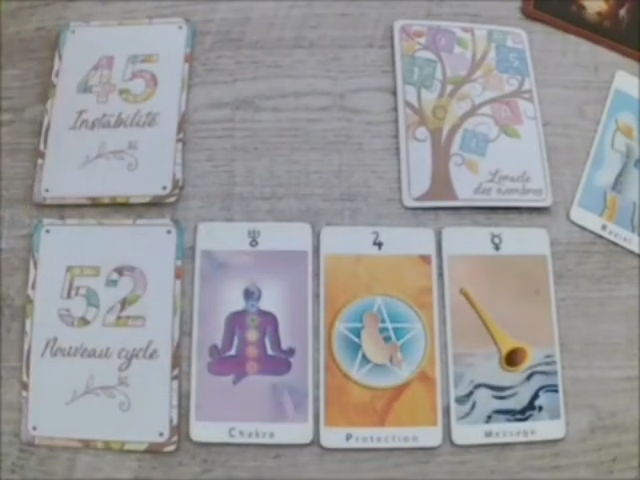 45
Instabilité
L'oracle
des nombres
52
Nouveau cycle
Chakra
Protection
Message